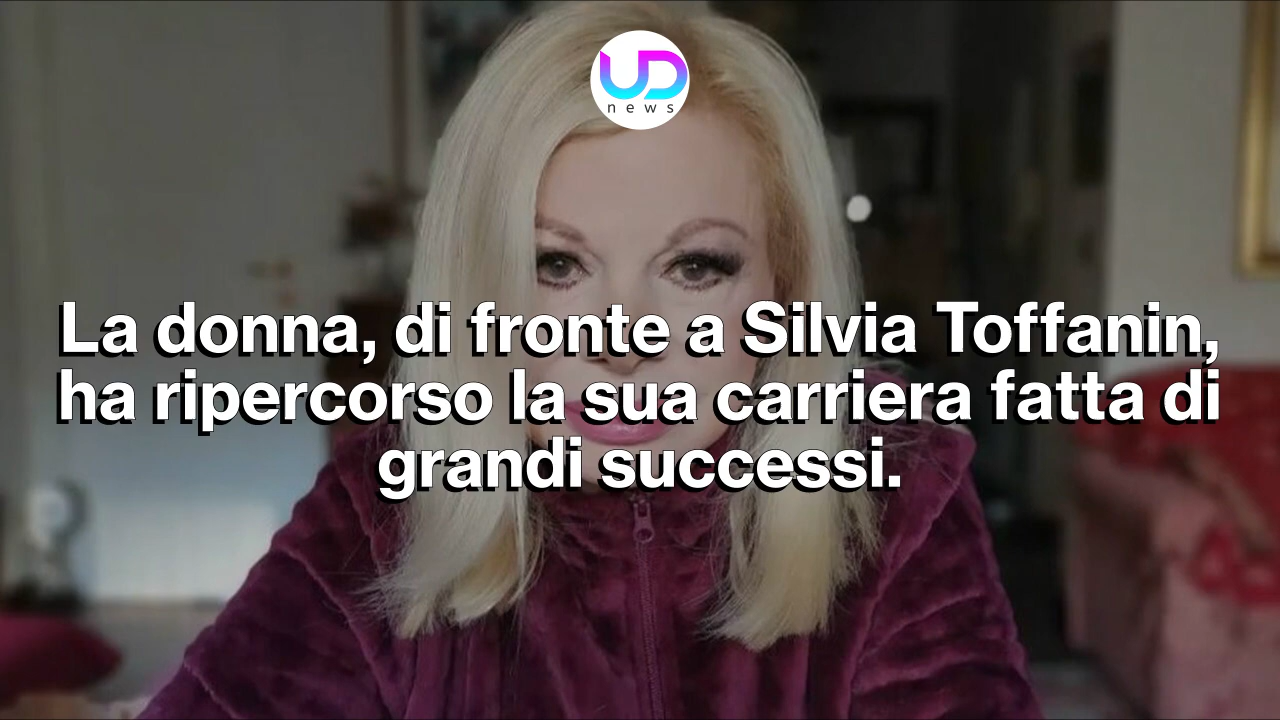 UD
news
La donna, di fronte a Silvia Toffanin,
ha ripercorso la sua carriera fatta di
grandi successi.